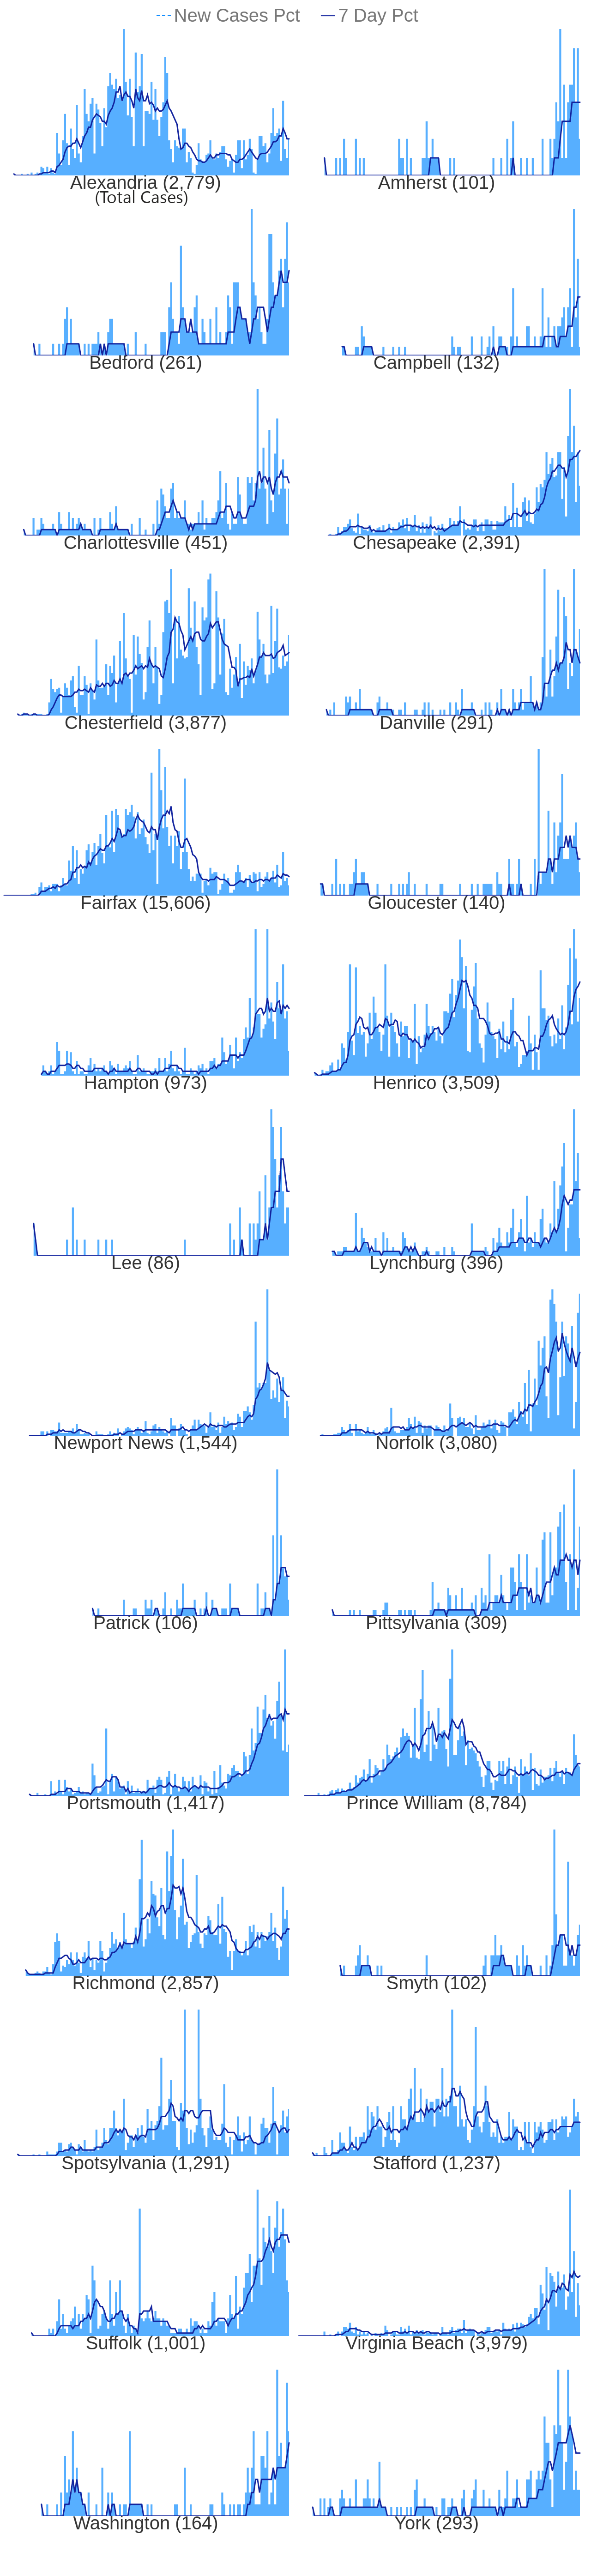 New Cases Pct 7 Day Pct
Alexandria (2,779) Amherst (101)
(Total Cases)
Bedford (261) Campbell (132)
Charlottesville (451) Chesapeake (2,391)
Chesterfield (3,877) Danville (291)
Fairfax (15,606) Gloucester (140)
Hampton (973) Henrico (3,509)
Lee (86) Lynchburg (396)
Newport News (1,544) Norfolk (3,080)
Patrick (106) Pittsylvania (309)
Portsmouth (1,417) Prince William (8,784)
Richmond (2,857) Smyth (102)
Spotsylvania (1,291) Stafford (1,237)
Suffolk (1,001) Virginia Beach (3,979)
Washington (164) York (293)